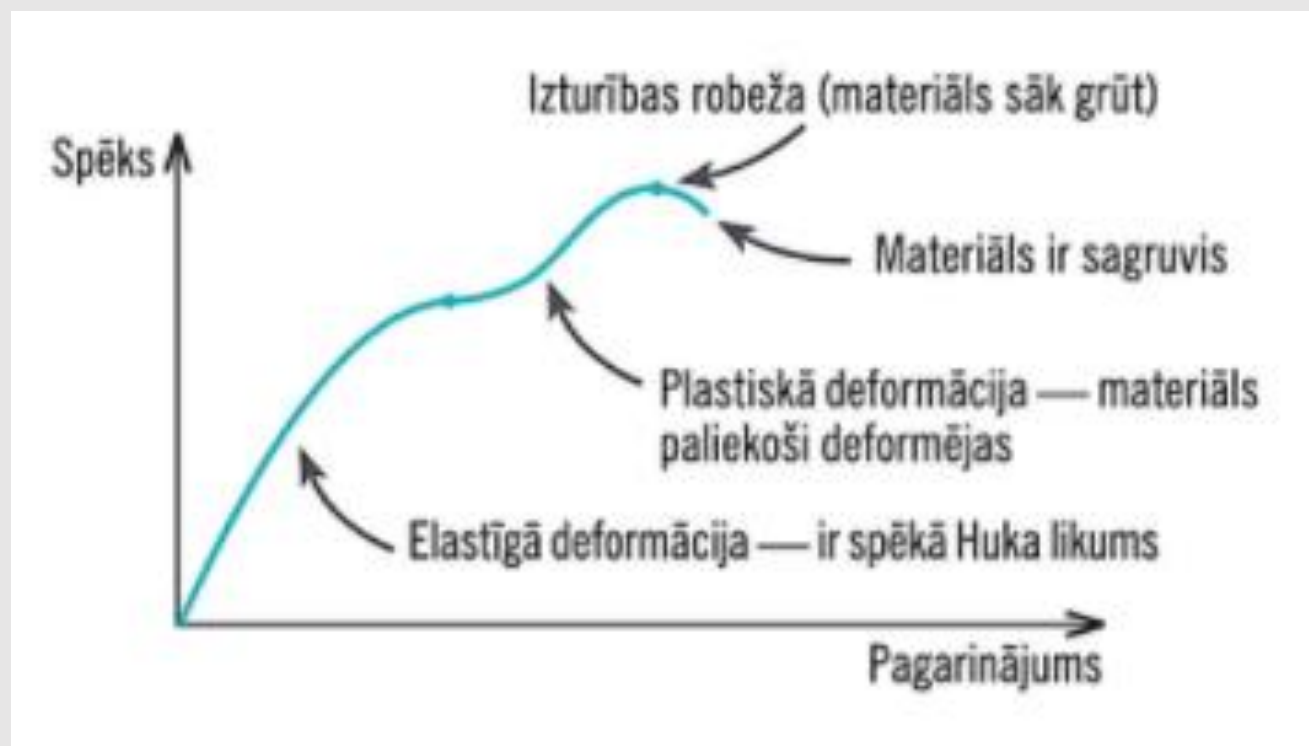 Izturības robeža (materiāls sāk grūt)
Spēks
Materiāls ir sagruvis
Plastiskā deformācija — materiāls
paliekoši deformējas
Elastīgā deformācija — ir spēkā Huka likums
Pagarinājums